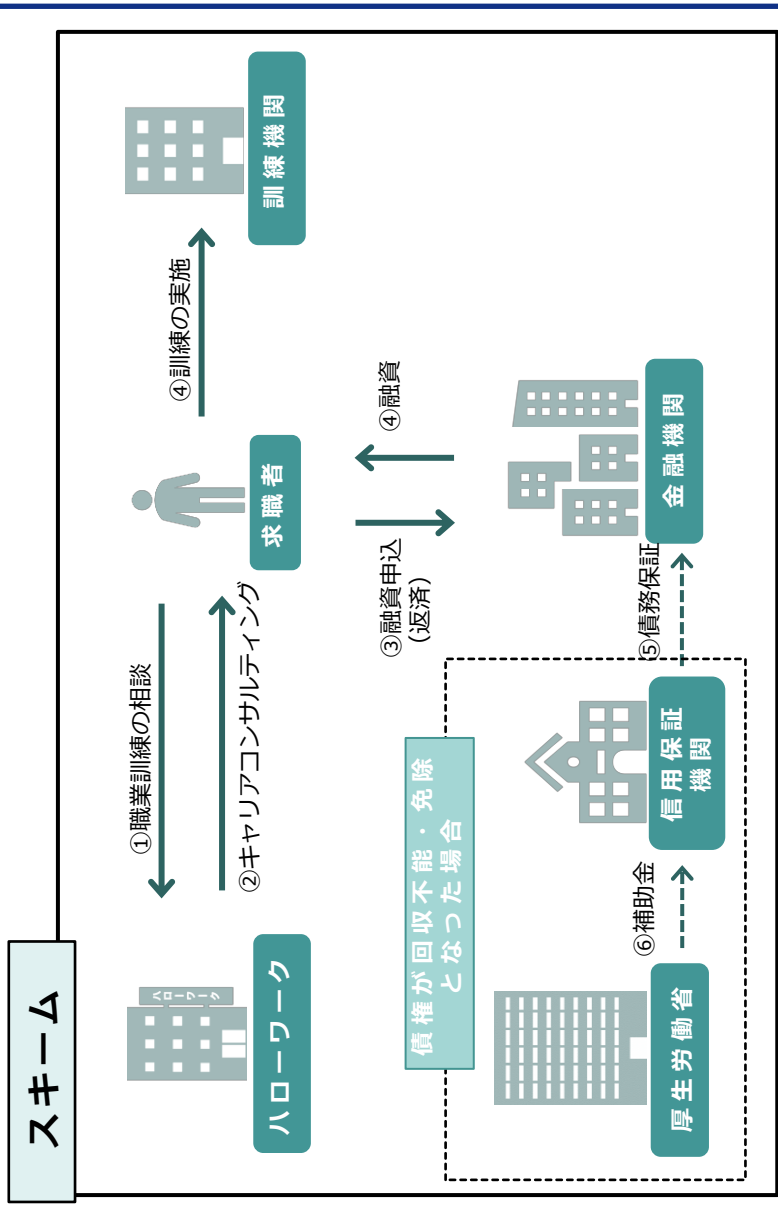 スキーム
①職業訓練の相談
②キャリアコンサルティング
④訓練の実施
ハローワーク
ハローワーク
求職者
訓練機関
③融資申込
(返済)
④融資
債権が回収不能・免除
となった場合
⑥補助金
⑤債務保証
厚生労働省
信用保証
機関
金融機関